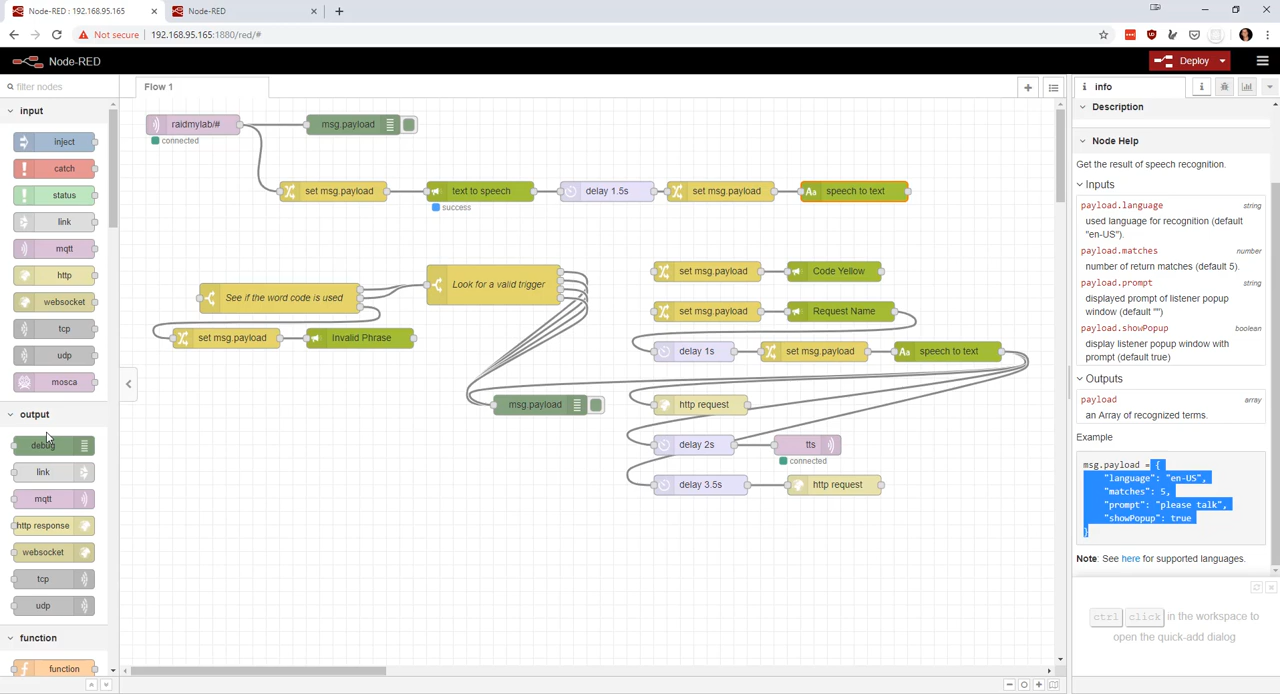 Node-RED : 192.168.95.165
Node-RED
Not secure
192.168.95.165:1880/red/#
Node-RED
Deploy
filter nodes
Flow 1
info
input
inject
catch
status
link
mqtt
http
websocket
tcp
udp
mosca
output
debug
link
mqtt
http response
websocket
tcp
udp
function
function
raidmylab/#
connected
msg.payload
set msg.payload
text to speech
success
delay 1.5s
set msg.payload
speech to text
See if the word code is used
Look for a valid trigger
set msg.payload
Code Yellow
set msg.payload
Request Name
set msg.payload
Invalid Phrase
delay 1s
set msg.payload
speech to text
msg.payload
http request
delay 2s
tts
connected
delay 3.5s
http request
Description
Node Help
Get the result of speech recognition.
Inputs
payload.language string
used language for recognition (default
"en-US").
payload.matches number
number of return matches (default 5).
payload.prompt string
displayed prompt of listener popup
window (default "")
payload.showPopup boolean
display listener popup window with
prompt (default true)
Outputs
payload array
an Array of recognized terms.
Example
msg.payload = {
"language": "en-US",
"matches": 5,
"prompt": "please talk",
"showPopup": true
}
Note: See here for supported languages.
ctrl click in the workspace to
open the quick-add dialog